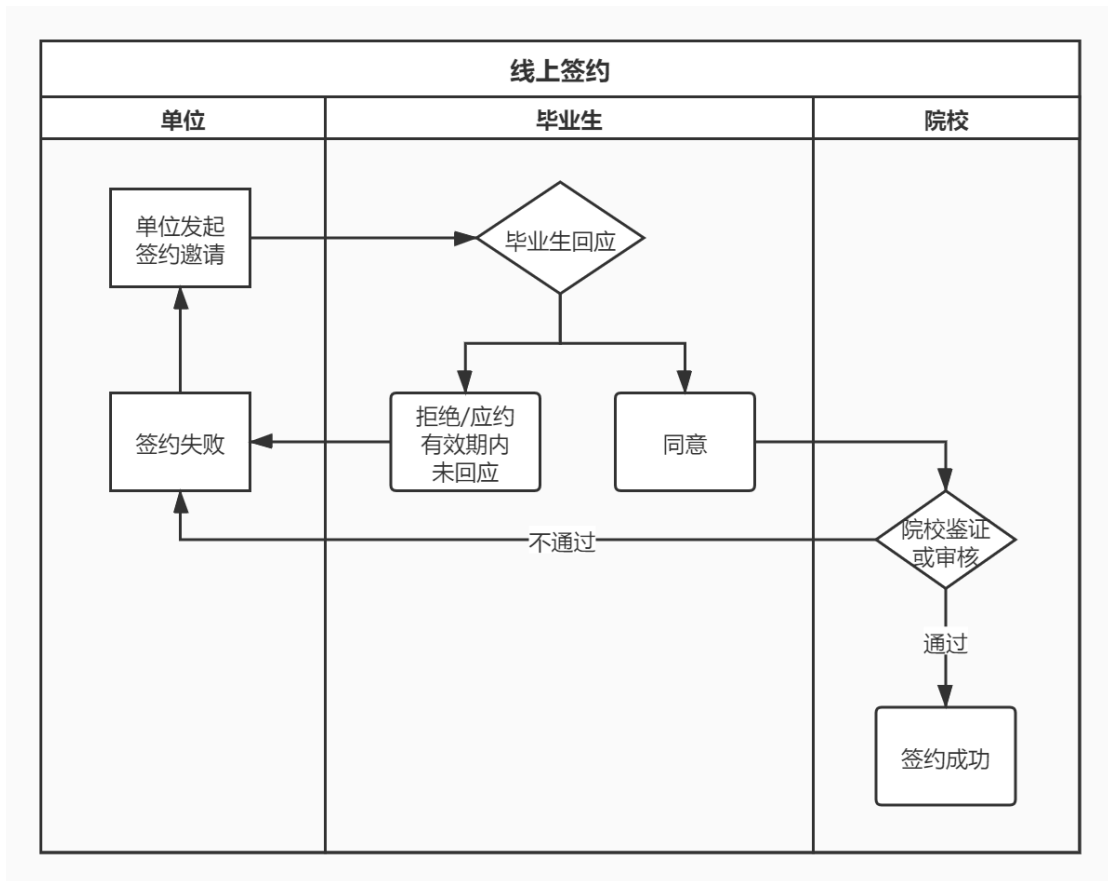 线上签约
单位
毕业生
院校
单位发起
签约邀请
毕业生回应
签约失败
拒绝/应约
有效期内
未回应
同意
院校鉴证
或审核
不通过
通过
签约成功